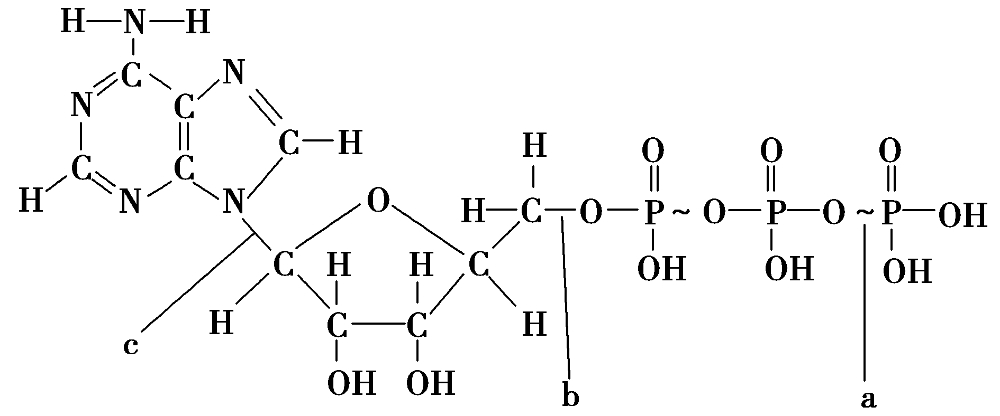 H N H
C N
N C
C H H O O O
C C
H N N O H C O P ~ O P O ~ P OH
C H H C OH OH OH
H C C H
c
OH OH b a